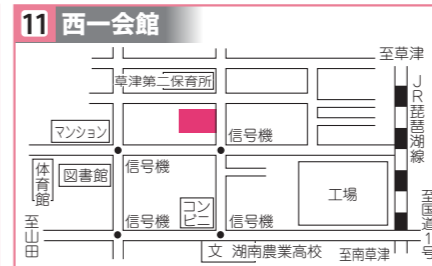 11 西一会館
至草津
草津第二保育所
JR琵琶湖線
マンション
信号機
体育館
図書館
信号機
工場
コンビニ
至山田
信号機
信号機
至国道1号
文 湖南農業高校
至南草津